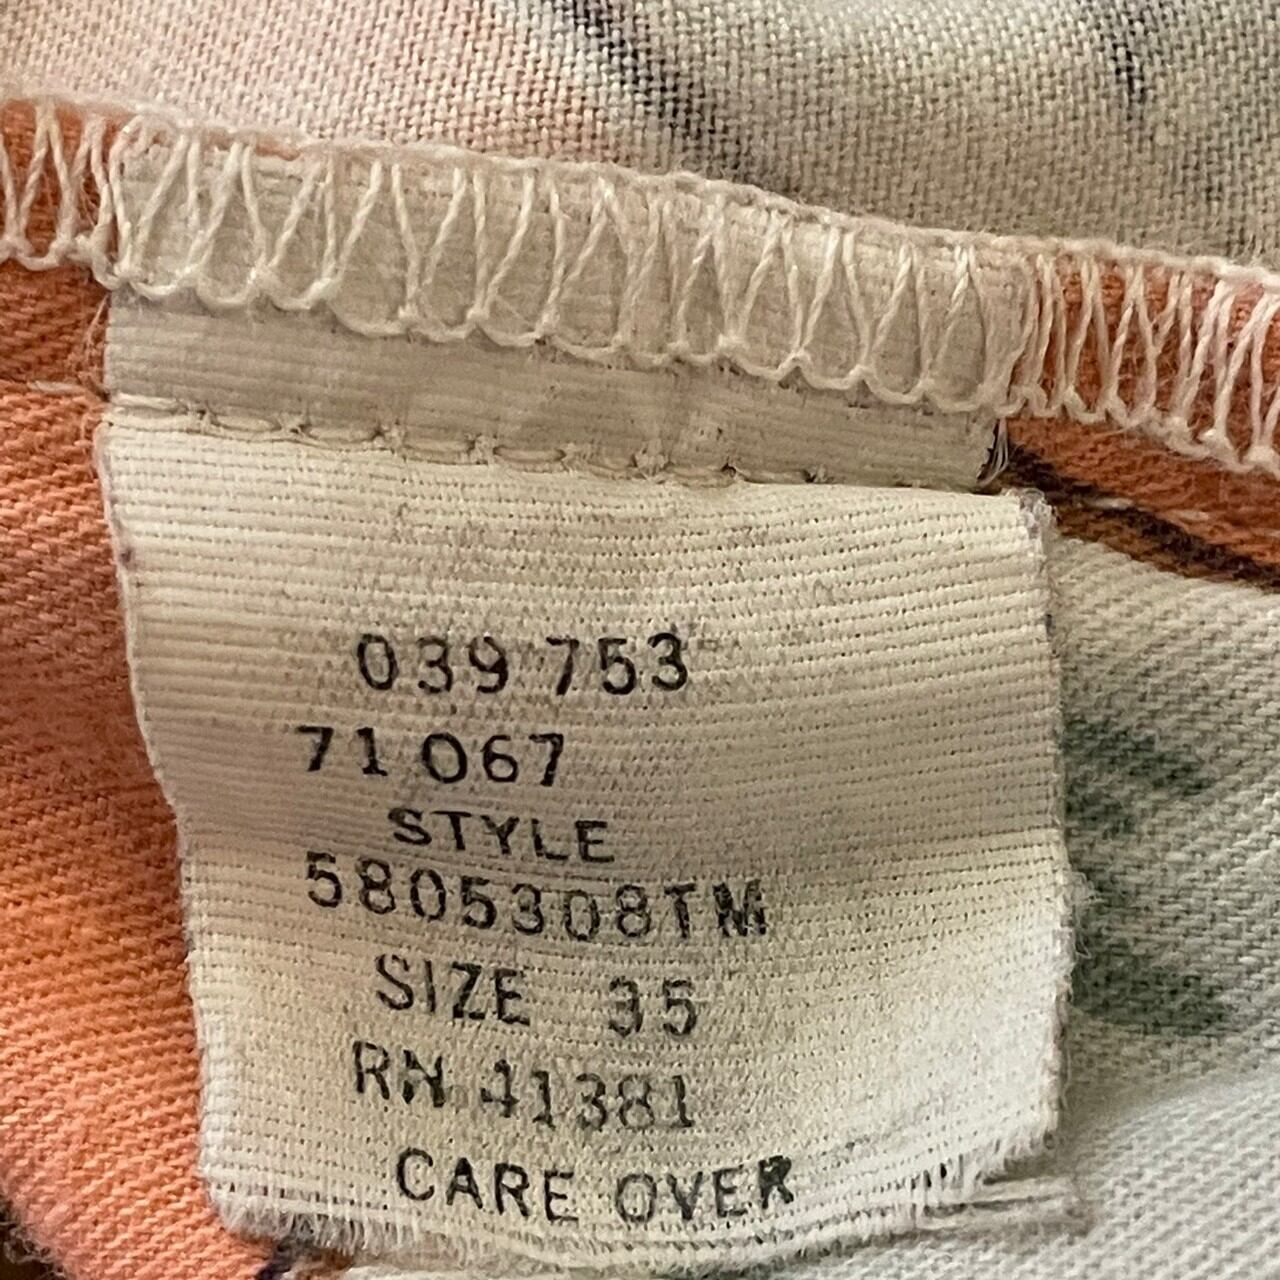 039 753
71 067
STYLE
5805308TM
SIZE 35
RN 41381
CARE OVER